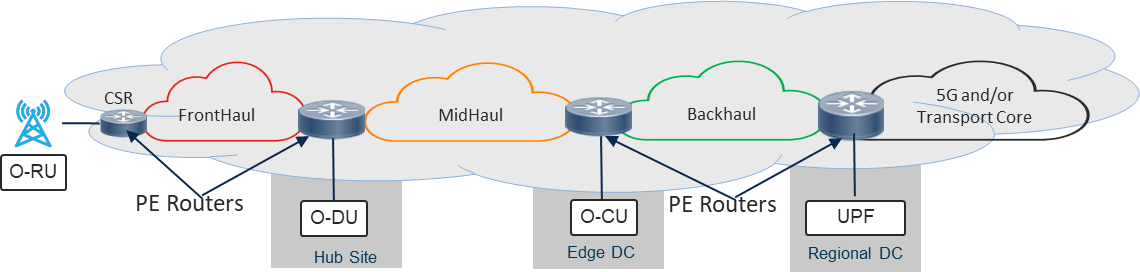 CSR
FrontHaul
MidHaul
Backhaul
5G and/or
Transport Core
O-RU
PE Routers
O-DU
Hub Site
O-CU
Edge DC
PE Routers
UPF
Regional DC